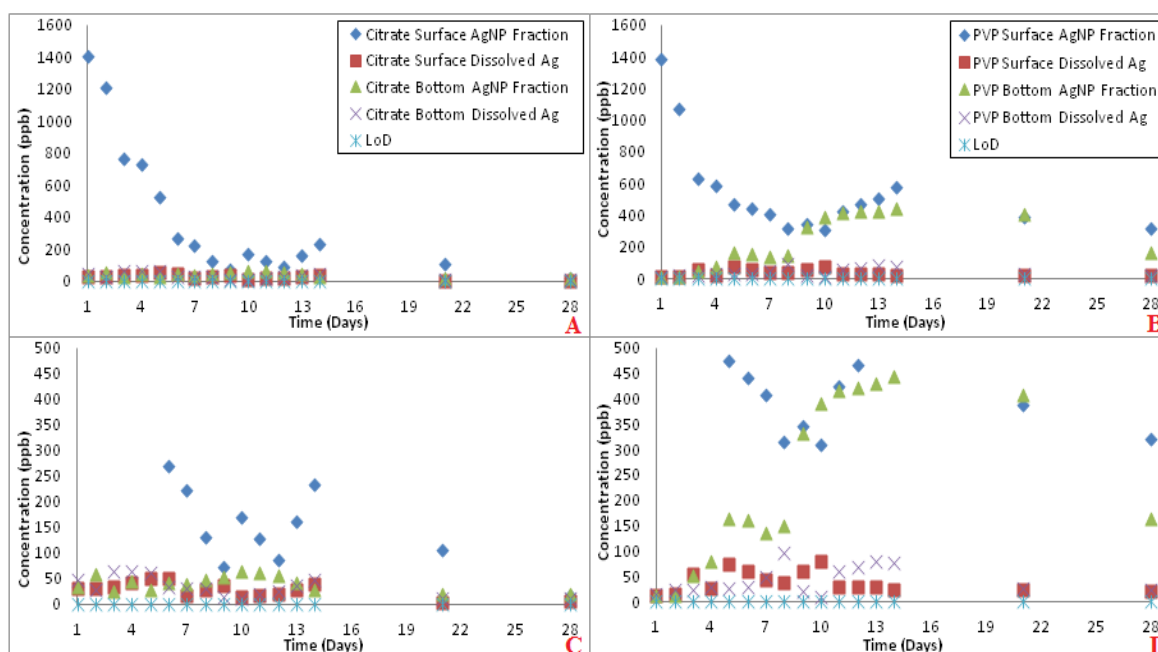 1600
1400
1200
1000
800
600
400
200
0
Concentration (ppb)
Citrate Surface AgNP Fraction
Citrate Surface Dissolved Ag
Citrate Bottom AgNP Fraction
Citrate Bottom Dissolved Ag
LoD
1 4 7 10 13 16 19 22 25 28
Time (Days)
A
1600
1400
1200
1000
800
600
400
200
0
Concentration (ppb)
PVP Surface AgNP Fraction
PVP Surface Dissolved Ag
PVP Bottom AgNP Fraction
PVP Bottom Dissolved Ag
LoD
1 4 7 10 13 16 19 22 25 28
Time (Days)
B
500
450
400
350
300
250
200
150
100
50
0
Concentration (ppb)
1 4 7 10 13 16 19 22 25 28
Time (Days)
C
500
450
400
350
300
250
200
150
100
50
0
Concentration (ppb)
1 4 7 10 13 16 19 22 25 28
Time (Days)